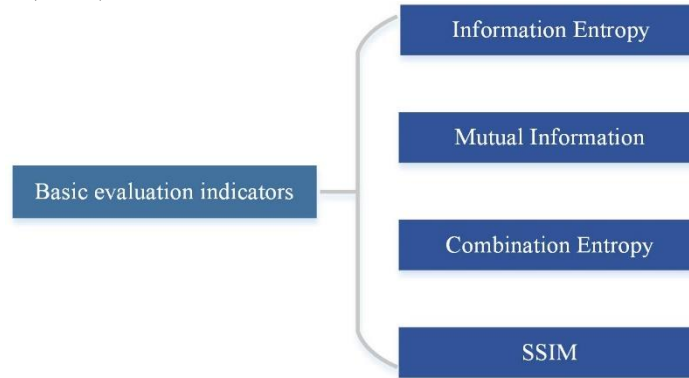 Information Entropy
Mutual Information
Basic evaluation indicators
Combination Entropy
SSIM